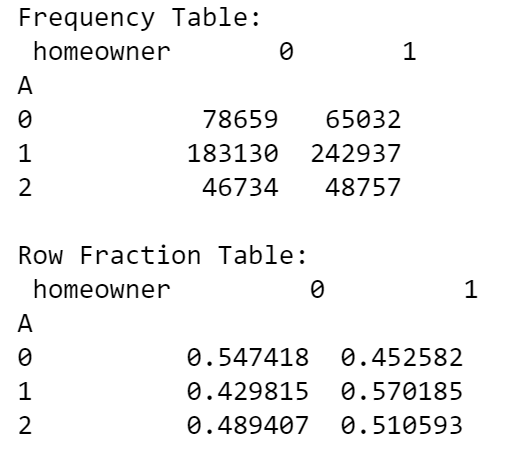 Frequency Table:
homeowner 0 1
A
0 78659 65032
1 183130 242937
2 46734 48757
Row Fraction Table:
homeowner 0 1
A
0 0.547418 0.452582
1 0.429815 0.570185
2 0.489407 0.510593